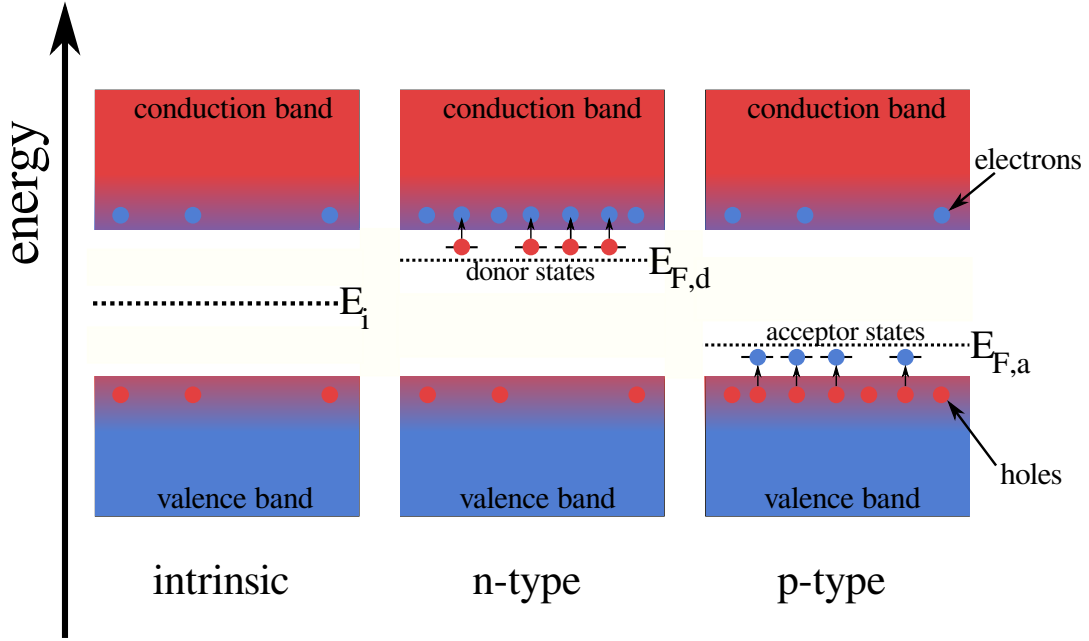 energy
conduction band
conduction band
conduction band
electrons
donor states
E_F,d
E_i
acceptor states
E_F,a
holes
valence band
valence band
valence band
intrinsic
n-type
p-type